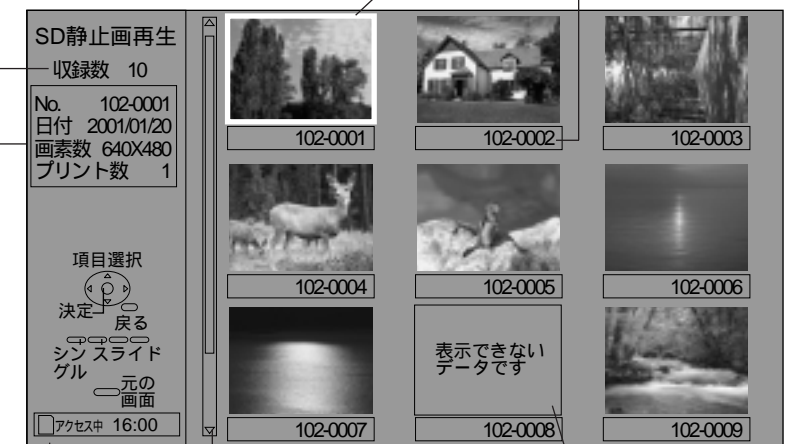 SD静止画再生
収録数 10
No. 102-0001
日付 2001/01/20
画素数 640X480
プリント数 1
項目選択
決定
戻る
シン スライド
グル
元の
画面
アクセス中 16:00
102-0001
102-0002
102-0003
102-0004
102-0005
102-0006
表示できない
データです
102-0007
102-0008
102-0009